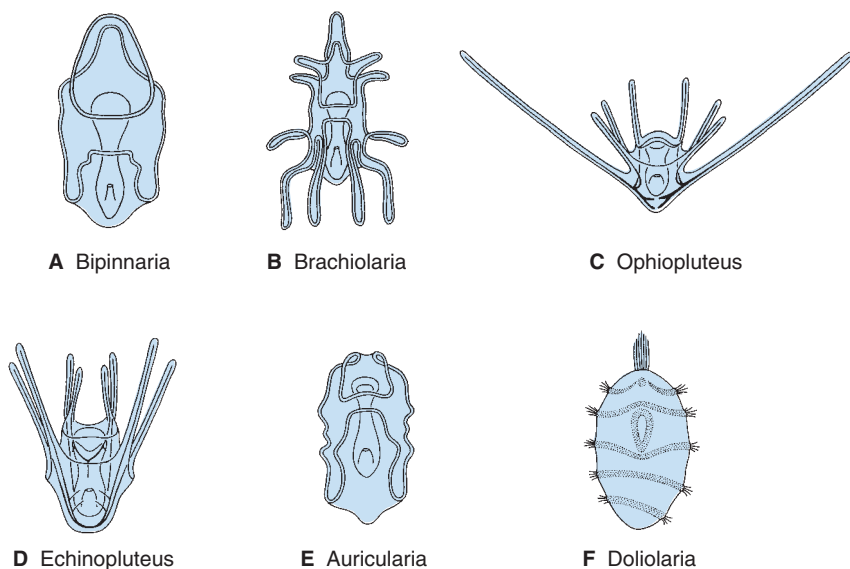 A Bipinnaria
B Brachiolaria
C Ophiopluteus
D Echinopluteus
E Auricularia
F Doliolaria